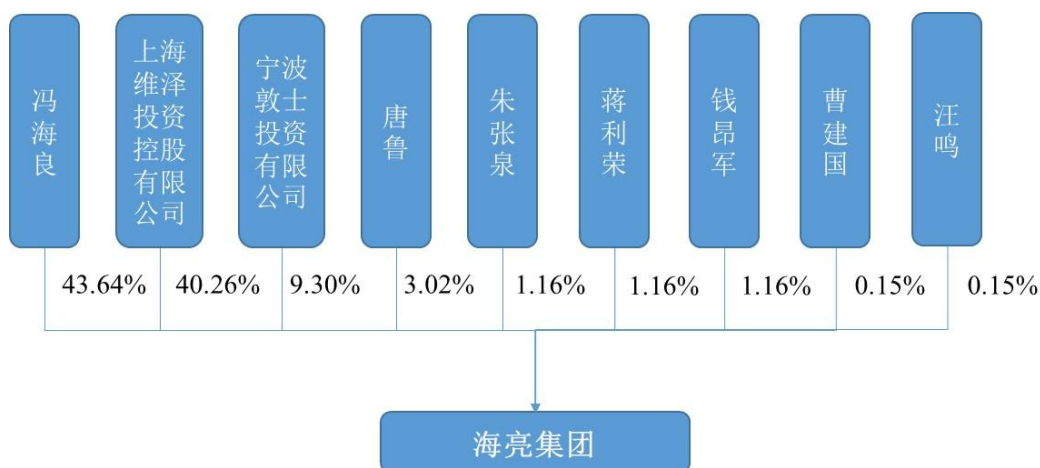 冯海良
上海
维泽
投资
控股
有限
公司
宁波
敦士
投资
有限
公司
唐鲁
朱张泉
蒋利荣
钱昂军
曹建国
汪鸣
43.64%
40.26%
9.30%
3.02%
1.16%
1.16%
1.16%
0.15%
0.15%
海亮集团